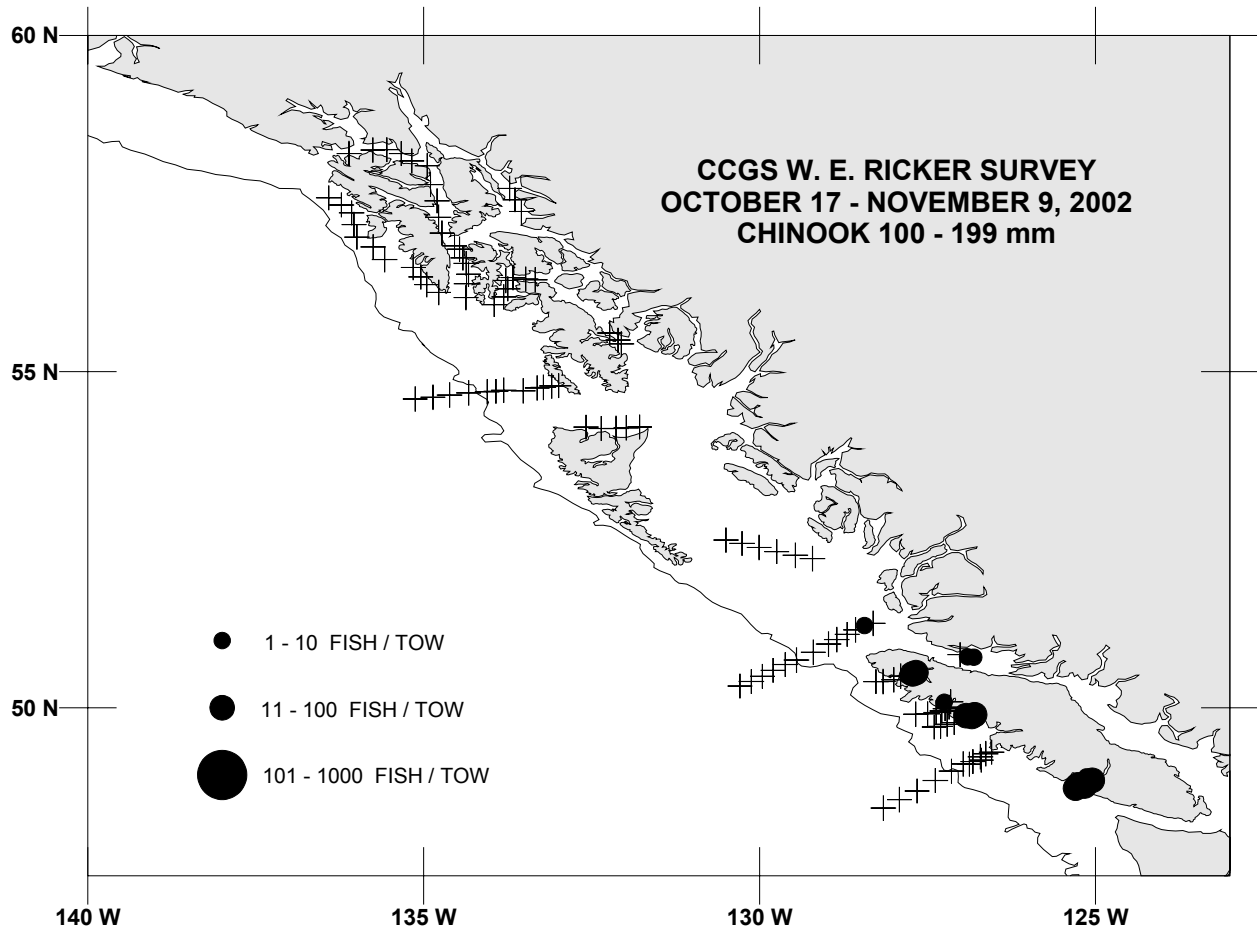 60 N
CCGS W. E. RICKER SURVEY
OCTOBER 17 - NOVEMBER 9, 2002
CHINOOK 100 - 199 mm
55 N
1 - 10 FISH / TOW
11 - 100 FISH / TOW
50 N
101 - 1000 FISH / TOW
140 W
135 W
130 W
125 W